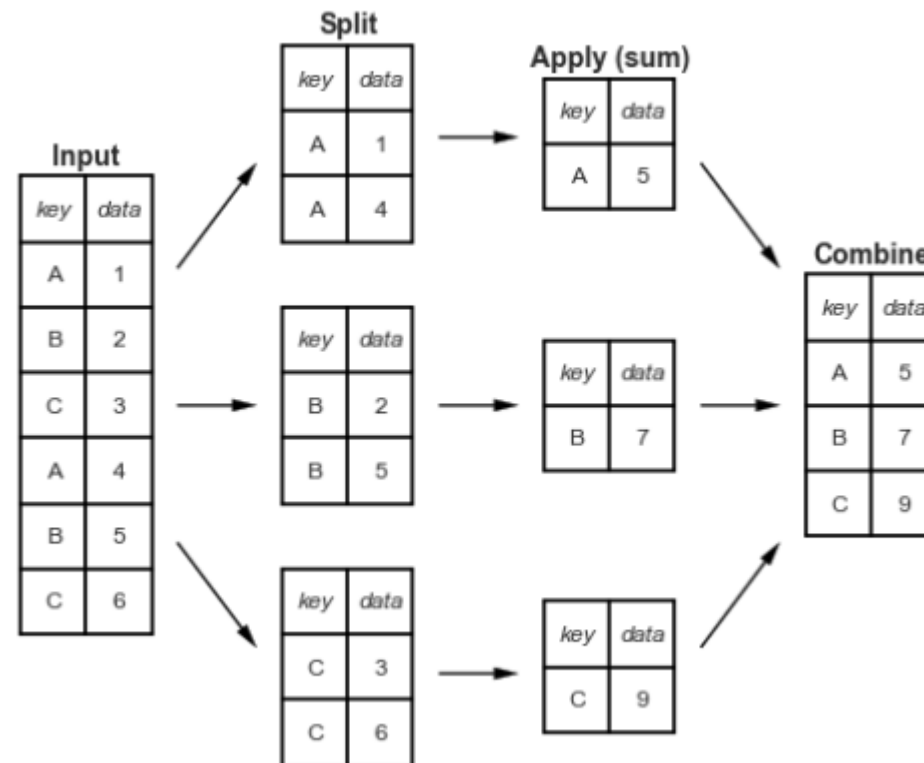 Input
key data
A 1
B 2
C 3
A 4
B 5
C 6
Split
key data
A 1
A 4
key data
B 2
B 5
key data
C 3
C 6
Apply (sum)
key data
A 5
key data
B 7
key data
C 9
Combine
key data
A 5
B 7
C 9